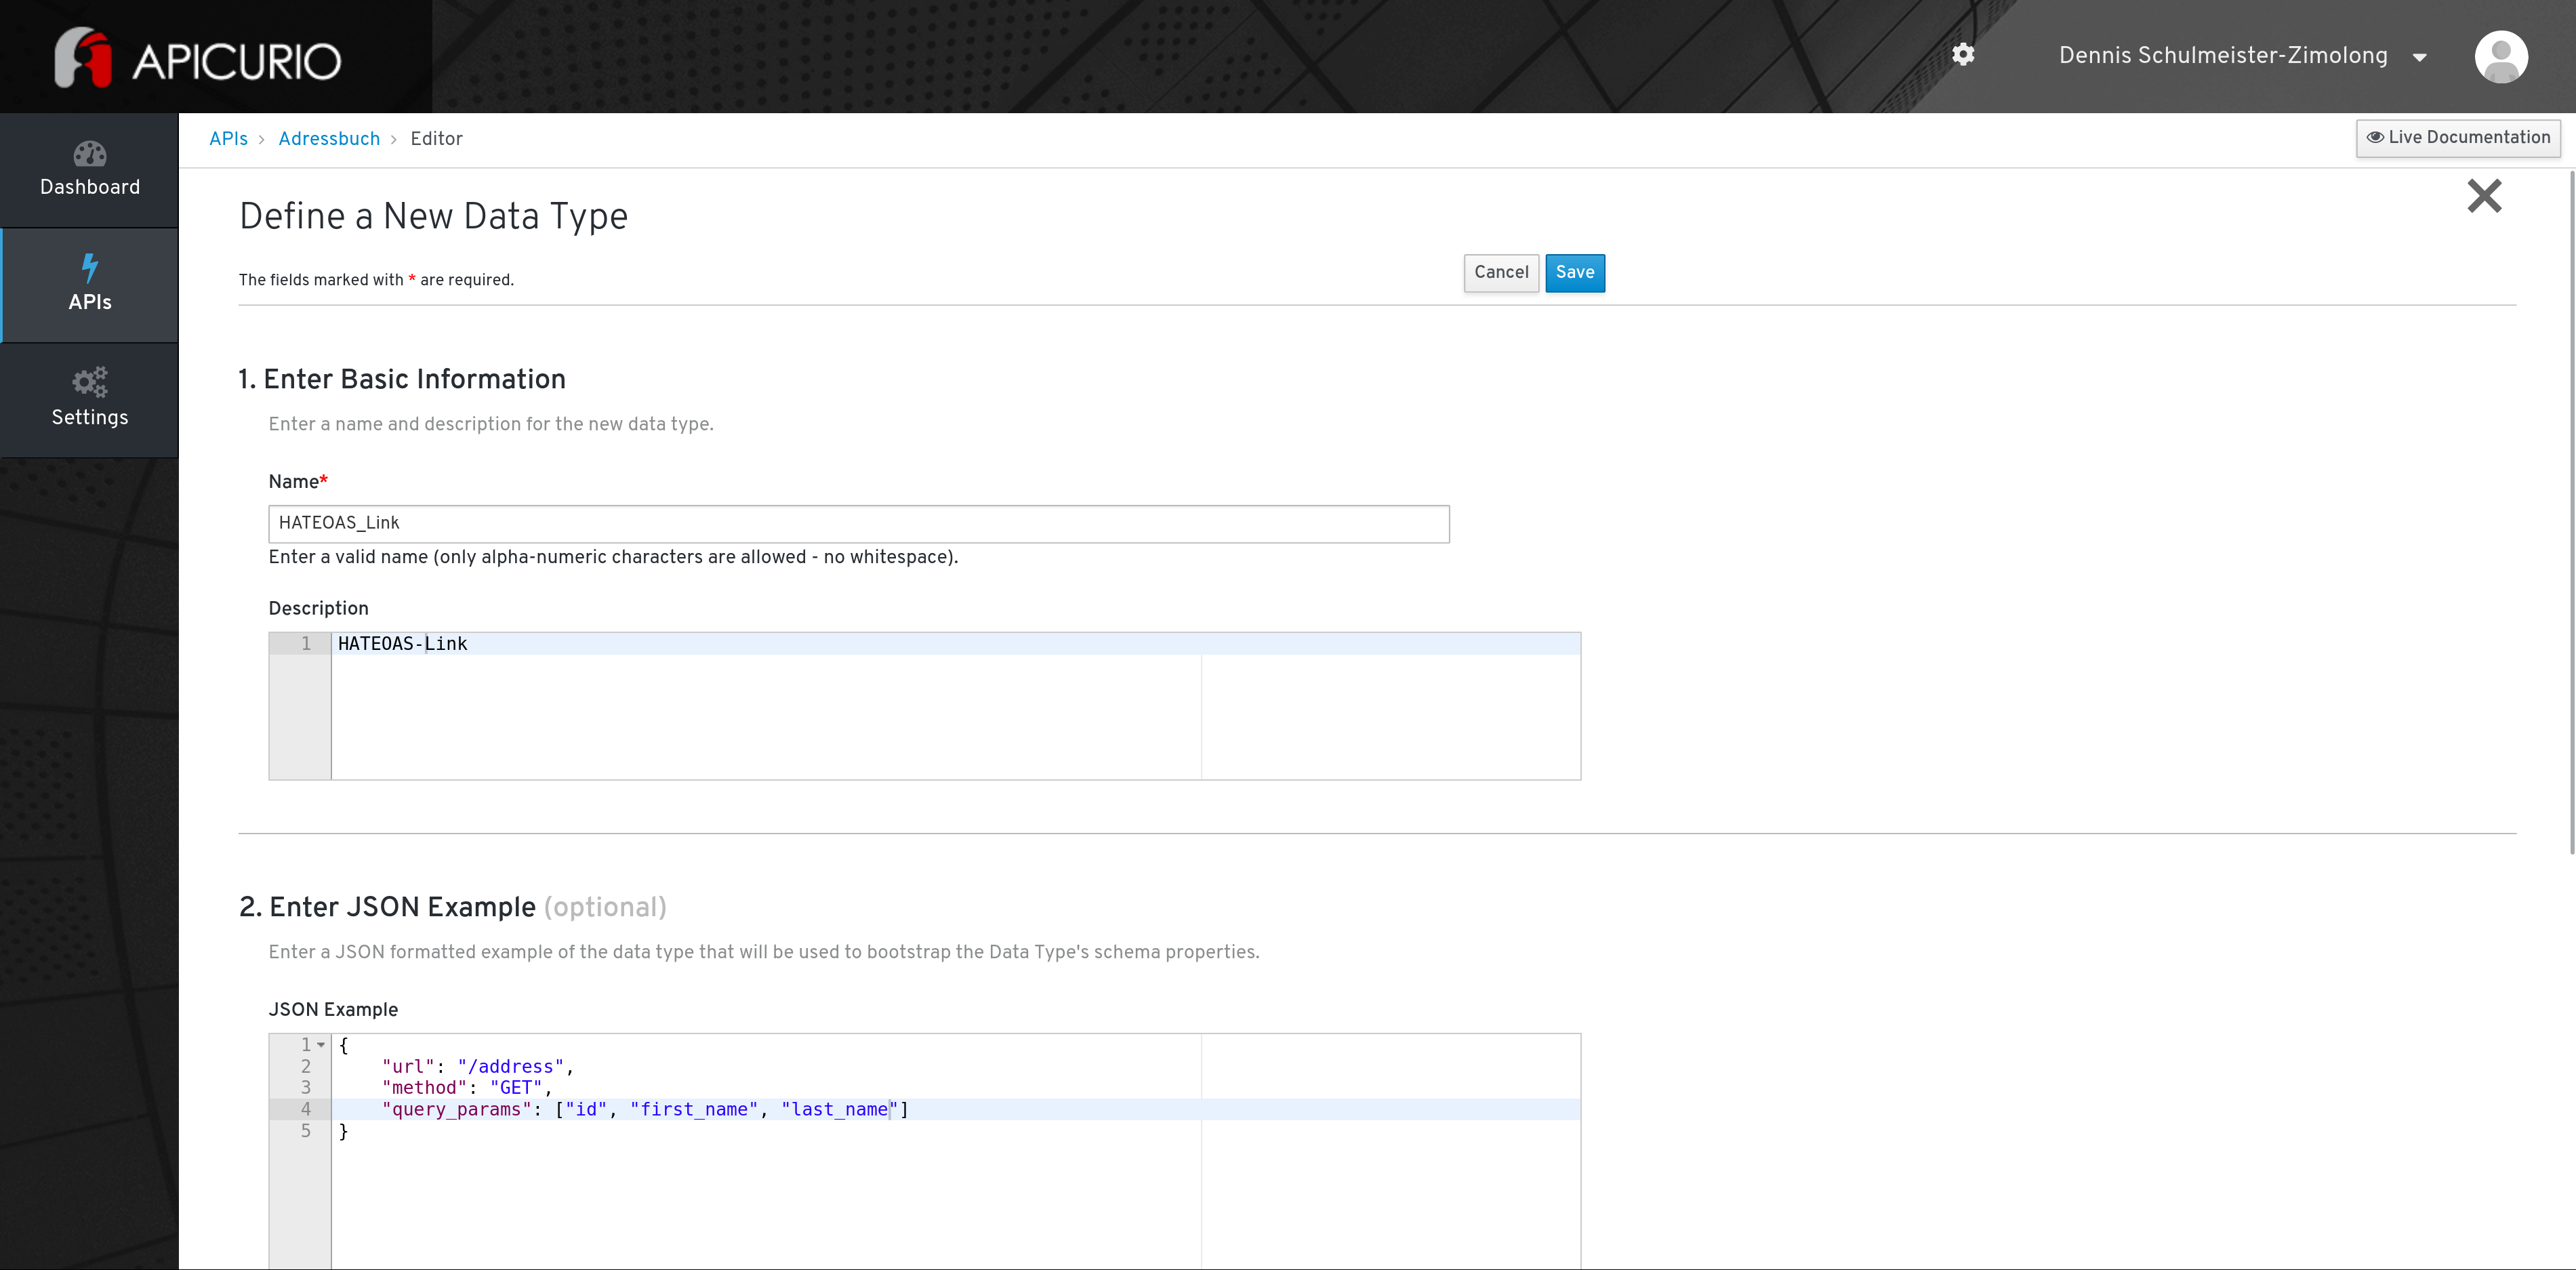 APICURIO
Dennis Schulmeister-Zimolong
Dashboard
APIs
Settings
APIs > Adressbuch > Editor
Live Documentation
Define a New Data Type
The fields marked with * are required.
Cancel
Save
1. Enter Basic Information
Enter a name and description for the new data type.
Name*
HATEOAS_Link
Enter a valid name (only alpha-numeric characters are allowed - no whitespace).
Description
1 HATEOAS-Link
2. Enter JSON Example (optional)
Enter a JSON formatted example of the data type that will be used to bootstrap the Data Type's schema properties.
JSON Example
1 {
2 "url": "/address",
3 "method": "GET",
4 "query_params": ["id", "first_name", "last_name"]
5 }